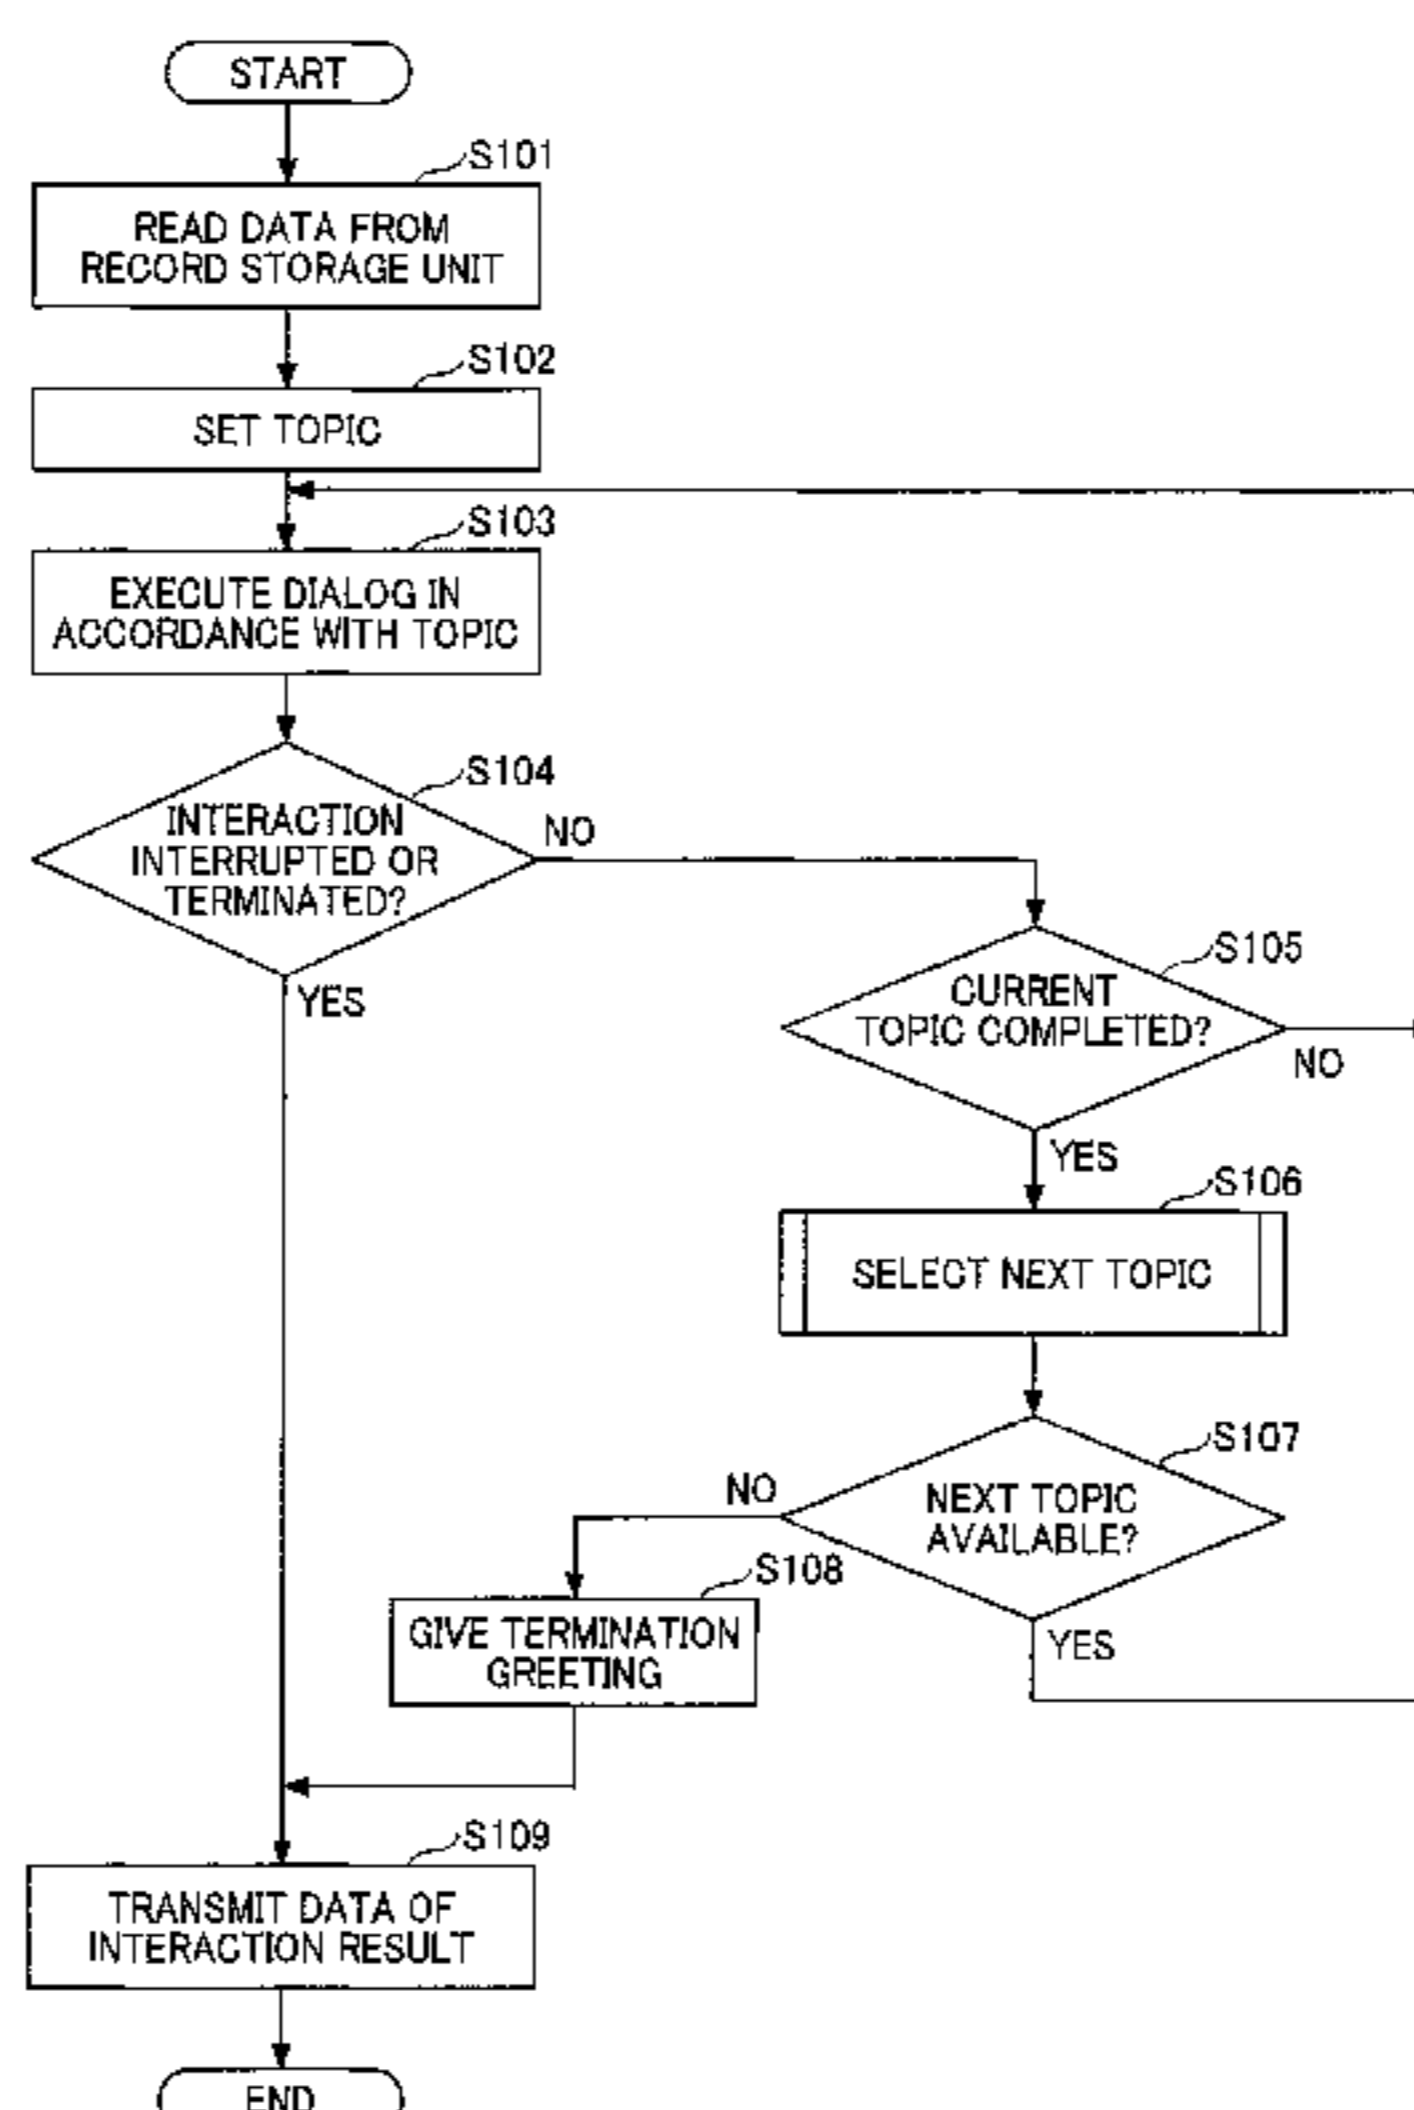 START
S101
READ DATA FROM
RECORD STORAGE UNIT
S102
SET TOPIC
S103
EXECUTE DIALOG IN
ACCORDANCE WITH TOPIC
S104
INTERACTION
INTERRUPTED OR
TERMINATED?
NO
YES
S105
CURRENT
TOPIC COMPLETED?
NO
YES
S106
SELECT NEXT TOPIC
S107
NEXT TOPIC
AVAILABLE?
NO
YES
S108
GIVE TERMINATION
GREETING
S109
TRANSMIT DATA OF
INTERACTION RESULT
END